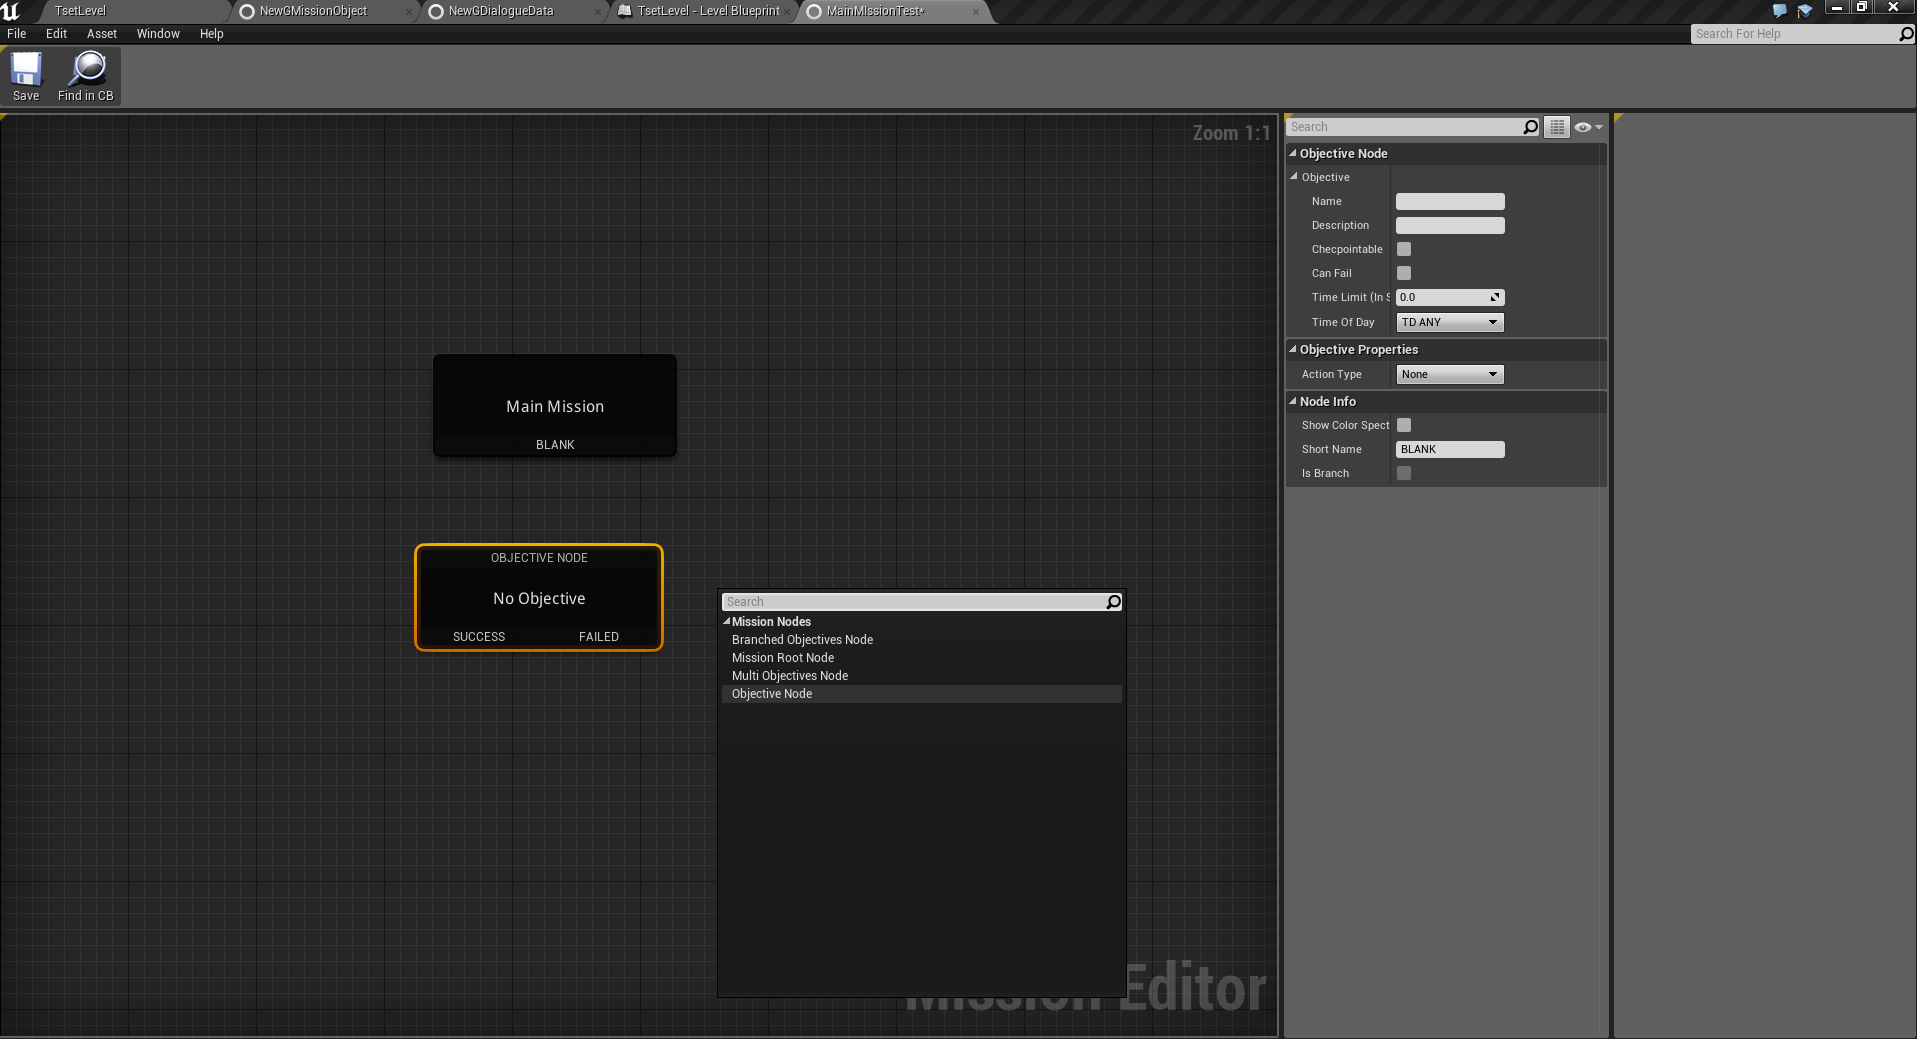 TsetLevel
NewGMissionObject
NewGDialogueData
TsetLevel - Level Blueprint
MainMIssionTest*
File Edit Asset Window Help
Search For Help
Save
Find in CB
Zoom 1:1
Main Mission
BLANK
OBJECTIVE NODE
No Objective
SUCCESS FAILED
Search
Mission Nodes
Branched Objectives Node
Mission Root Node
Multi Objectives Node
Objective Node
Mission Editor
Search
Objective Node
Objective
Name
Description
Checpointable
Can Fail
Time Limit (In S 0.0
Time Of Day TD ANY
Objective Properties
Action Type None
Node Info
Show Color Spect
Short Name BLANK
Is Branch